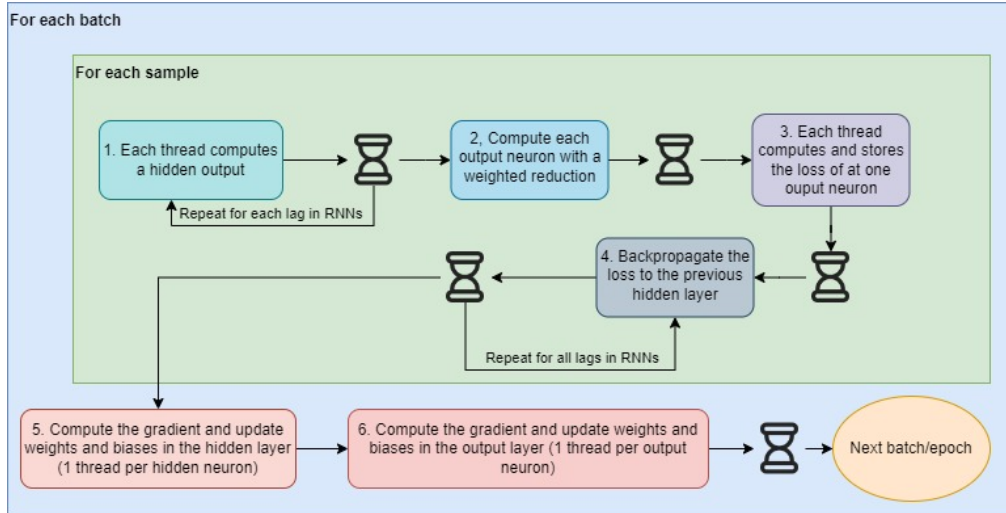 For each batch
For each sample
1. Each thread computes
a hidden output
2, Compute each
output neuron with a
weighted reduction
3. Each thread
computes and stores
the loss of at one
ouput neuron
Repeat for each lag in RNNs
4. Backpropagate the
loss to the previous
hidden layer
Repeat for all lags in RNNs
5. Compute the gradient and update
weights and biases in the hidden layer
(1 thread per hidden neuron)
6. Compute the gradient and update weights and
biases in the output layer (1 thread per output
neuron)
Next batch/epoch